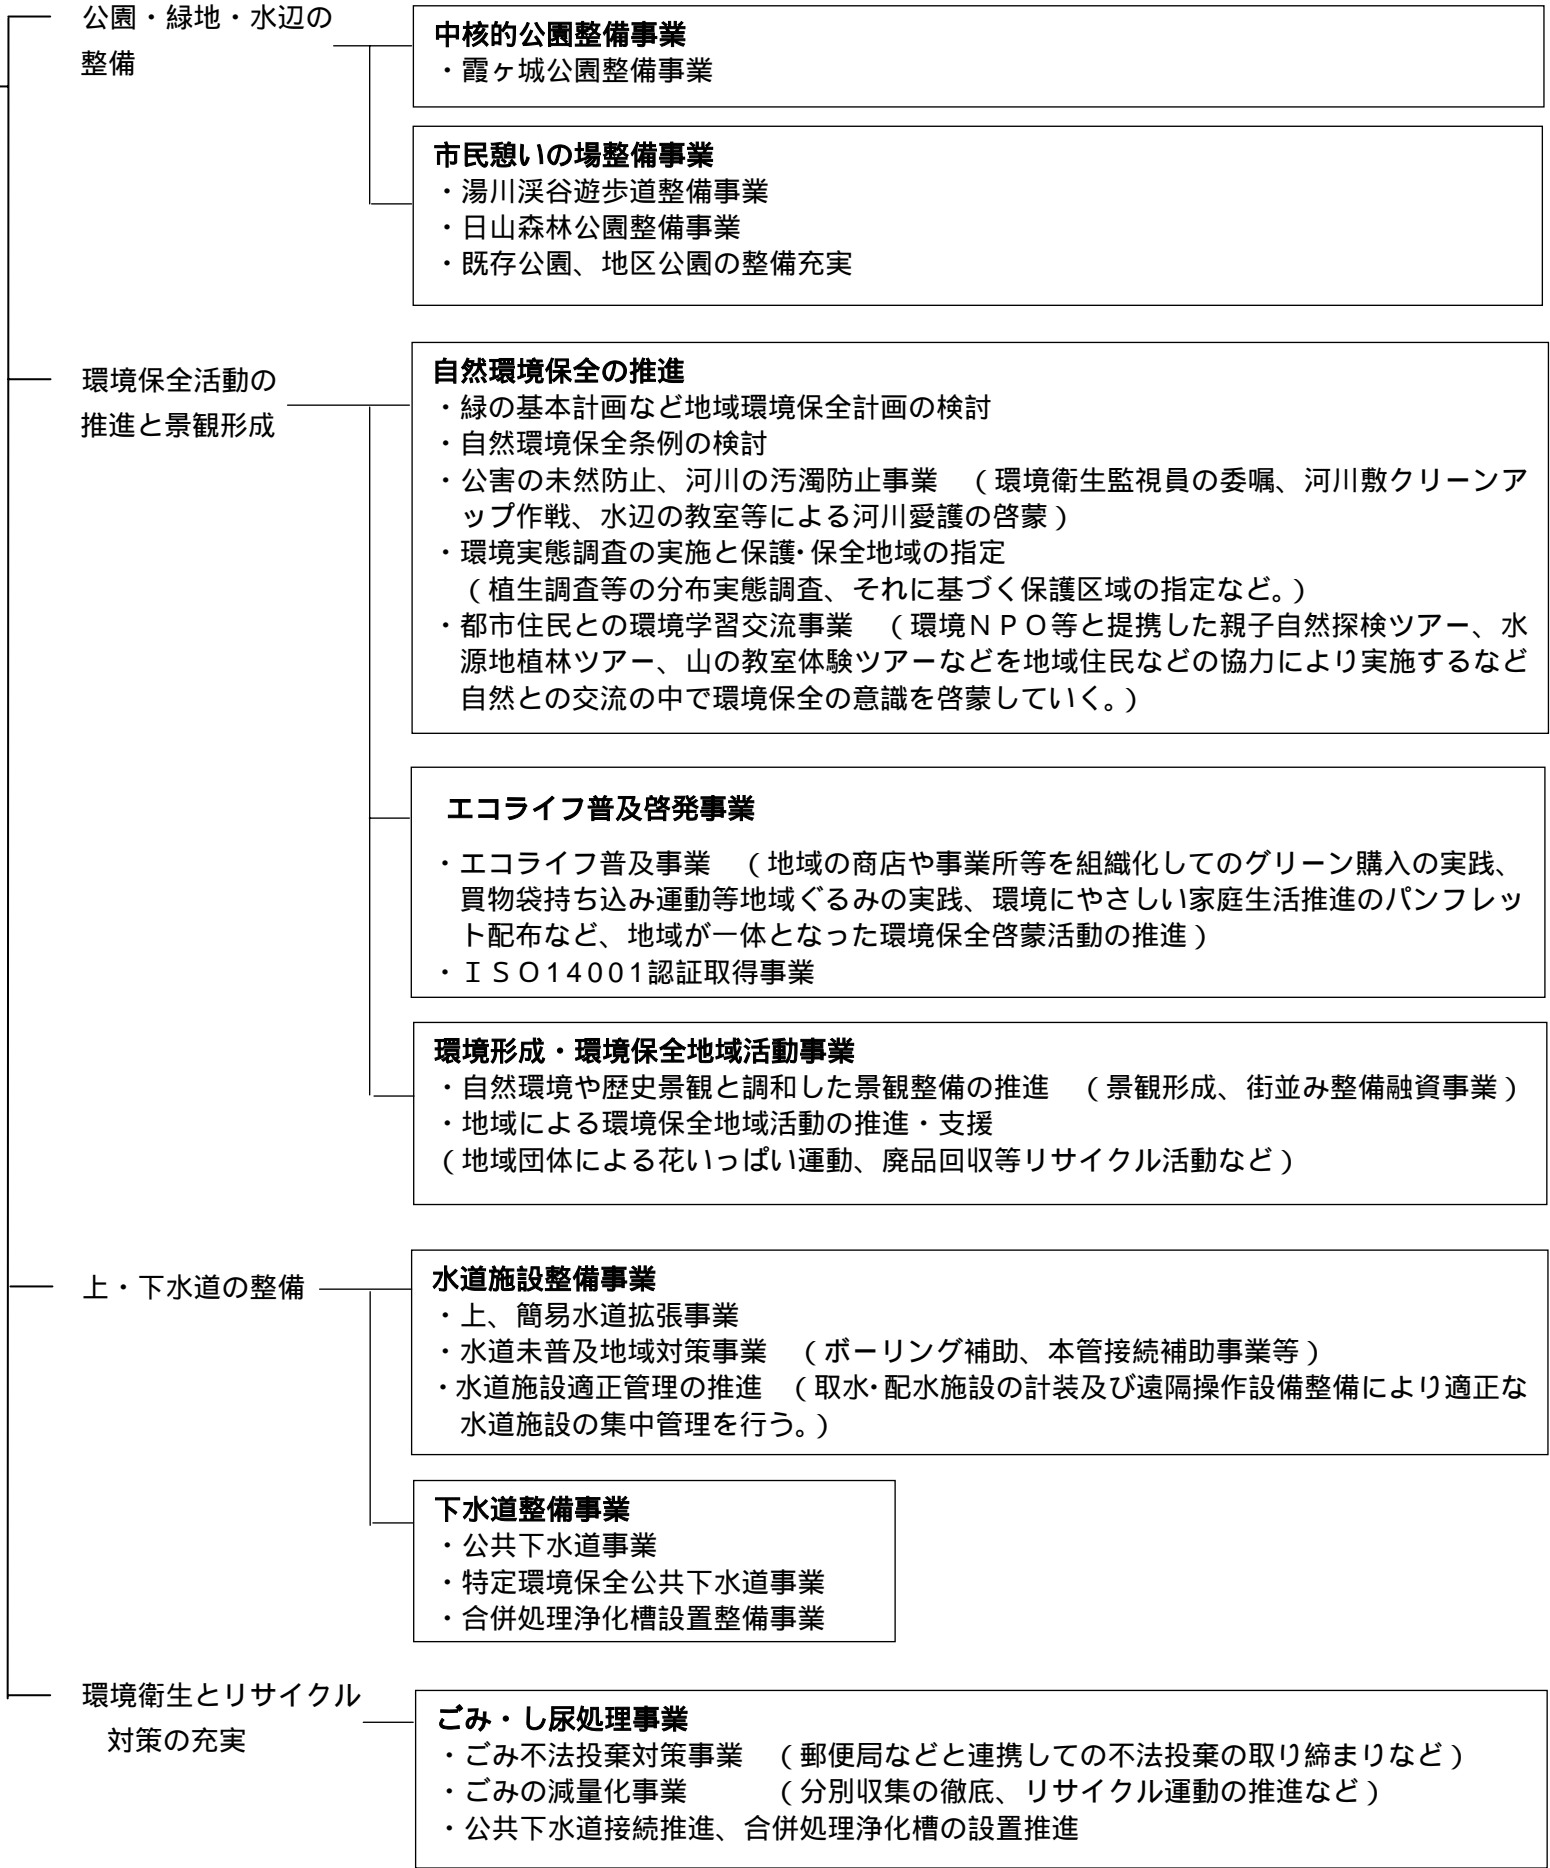 公園・緑地・水辺の
整備
中核的公園整備事業
・霞ヶ城公園整備事業
市民憩いの場整備事業
・湯川渓谷遊歩道整備事業
・日山森林公園整備事業
・既存公園、地区公園の整備充実
環境保全活動の
推進と景観形成
自然環境保全の推進
・緑の基本計画など地域環境保全計画の検討
・自然環境保全条例の検討
・公害の未然防止、河川の汚濁防止事業　（環境衛生監視員の委嘱、河川敷クリーンア
ップ作戦、水辺の教室等による河川愛護の啓蒙）
・環境実態調査の実施と保護・保全地域の指定
（植生調査等の分布実態調査、それに基づく保護区域の指定など。）
・都市住民との環境学習交流事業　（環境ＮＰＯ等と提携した親子自然探検ツアー、水
源地植林ツアー、山の教室体験ツアーなどを地域住民などの協力により実施するなど
自然との交流の中で環境保全の意識を啓蒙していく。）
エコライフ普及啓発事業
・エコライフ普及事業　（地域の商店や事業所等を組織化してのグリーン購入の実践、
買物袋持ち込み運動等地域ぐるみの実践、環境にやさしい家庭生活推進のパンフレッ
ト配布など、地域が一体となった環境保全啓蒙活動の推進）
・ＩＳＯ14001認証取得事業
環境形成・環境保全地域活動事業
・自然環境や歴史景観と調和した景観整備の推進　（景観形成、街並み整備融資事業）
・地域による環境保全地域活動の推進・支援
（地域団体による花いっぱい運動、廃品回収等リサイクル活動など）
上・下水道の整備
水道施設整備事業
・上、簡易水道拡張事業
・水道未普及地域対策事業　（ボーリング補助、本管接続補助事業等）
・水道施設適正管理の推進　（取水・配水施設の計装及び遠隔操作設備整備により適正な
水道施設の集中管理を行う。）
下水道整備事業
・公共下水道事業
・特定環境保全公共下水道事業
・合併処理浄化槽設置整備事業
環境衛生とリサイクル
対策の充実
ごみ・し尿処理事業
・ごみ不法投棄対策事業　（郵便局などと連携しての不法投棄の取り締まりなど）
・ごみの減量化事業　　　（分別収集の徹底、リサイクル運動の推進など）
・公共下水道接続推進、合併処理浄化槽の設置推進